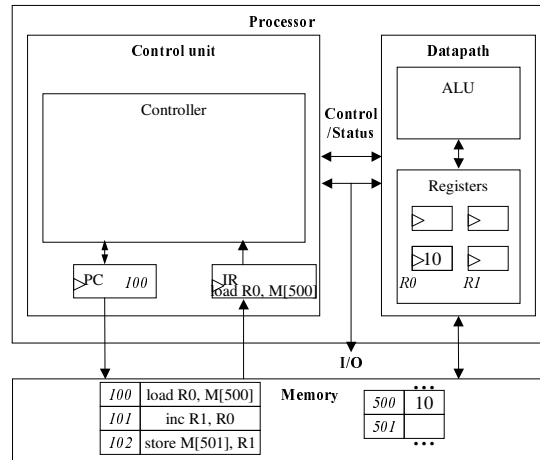 Processor
Control unit
Datapath
Controller
ALU
Control
/Status
Registers
10
R0 R1
PC 100
IR
load R0, M[500]
I/O
Memory
100 load R0, M[500]
101 inc R1, R0
102 store M[501], R1
...
500 10
501
...